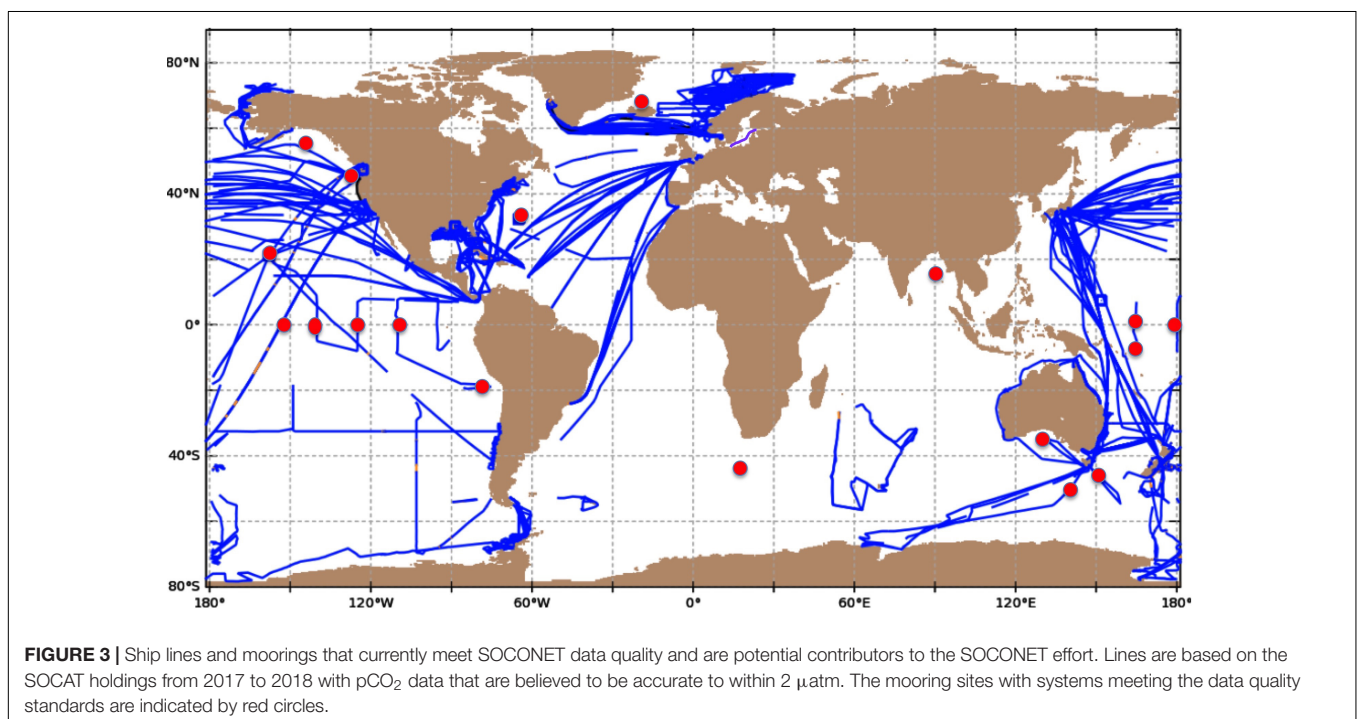 80°N
40°N
0°
40°S
80°S
180° 120°W 60°W 0° 60°E 120°E 180°
FIGURE 3 | Ship lines and moorings that currently meet SOCONET data quality and are potential contributors to the SOCONET effort. Lines are based on the
SOCAT holdings from 2017 to 2018 with pCO₂ data that are believed to be accurate to within 2 μatm. The mooring sites with systems meeting the data quality
standards are indicated by red circles.